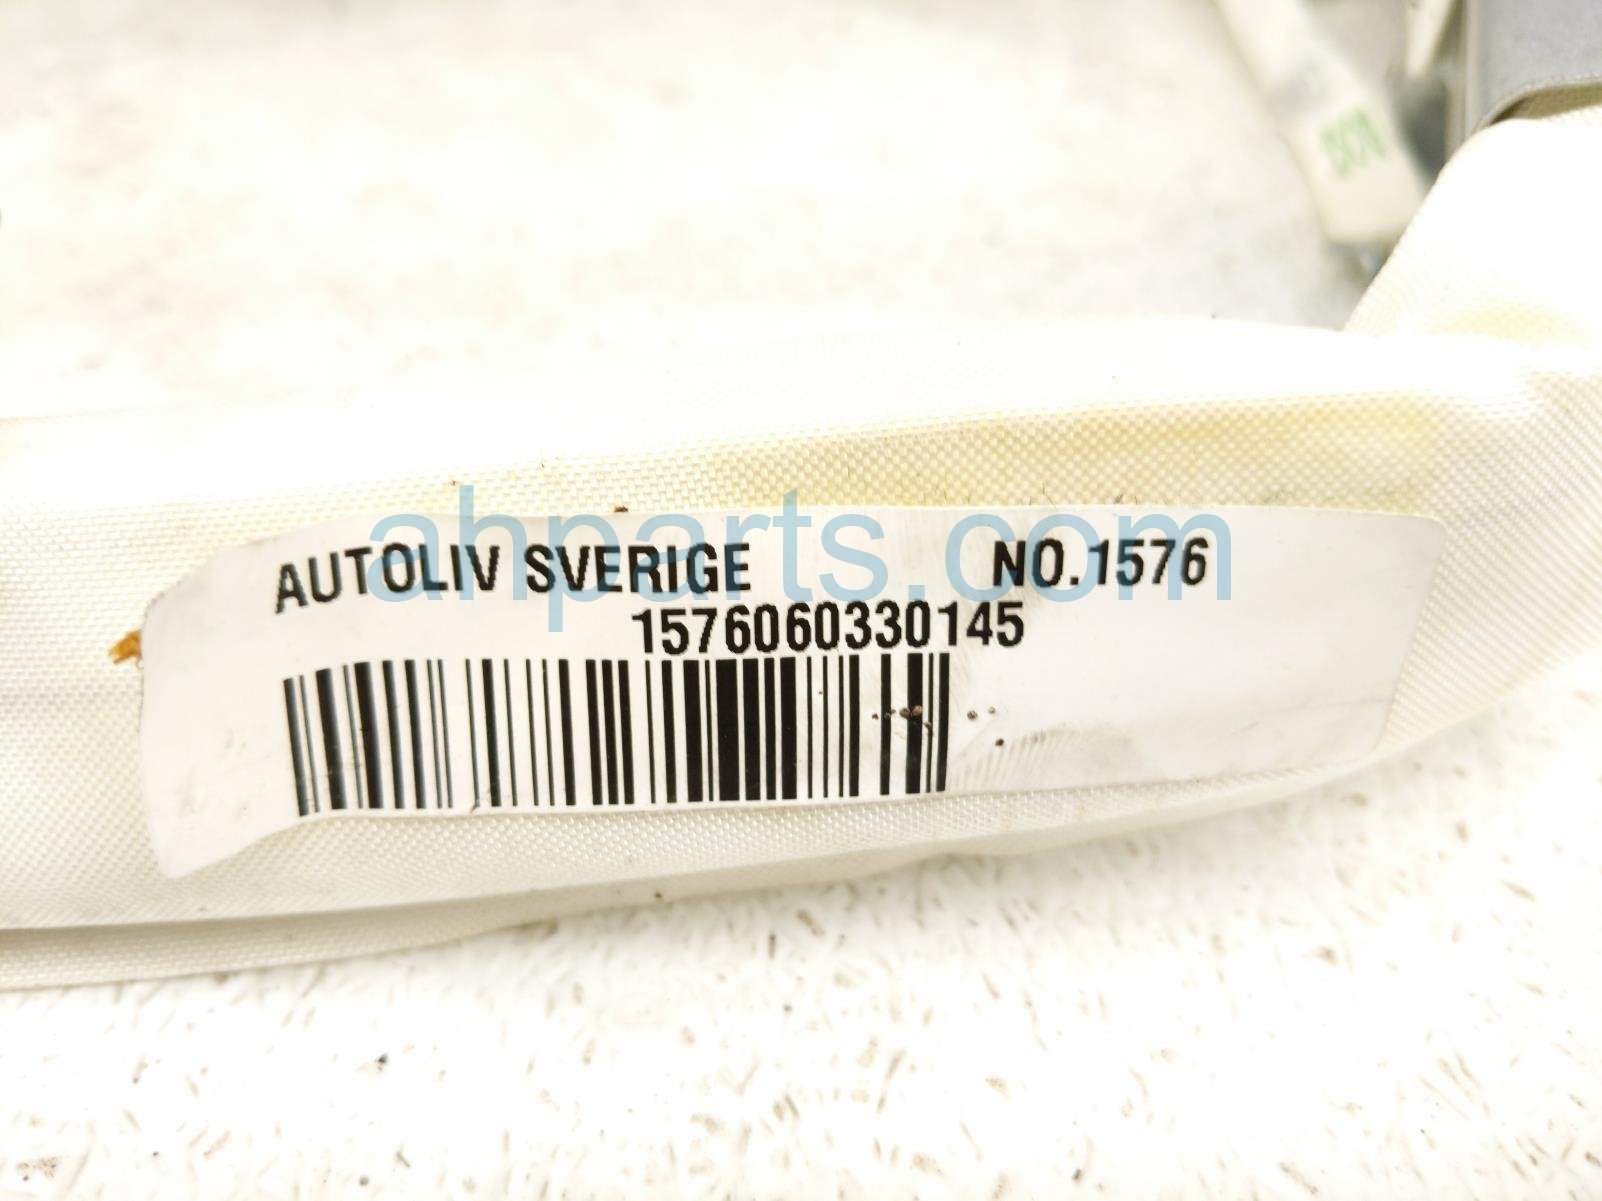 AUTOLIV SVERIGE NO.1576
1576060330145
ahparts.com